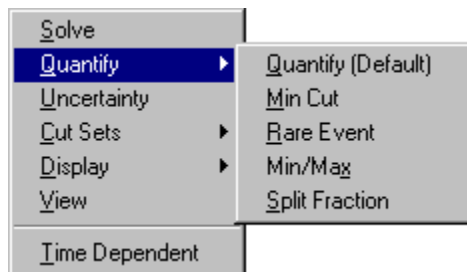 Solve
Quantify
Uncertainty
Cut Sets
Display
View
Time Dependent
Quantify (Default)
Min Cut
Rare Event
Min/Max
Split Fraction